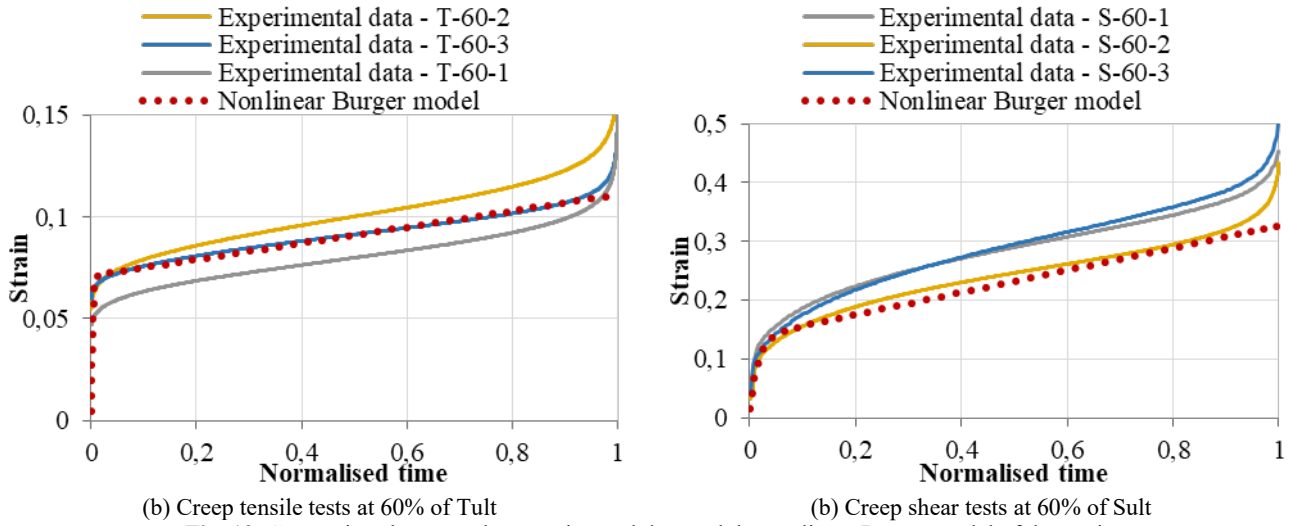 Experimental data - T-60-2
Experimental data - T-60-3
Experimental data - T-60-1
Nonlinear Burger model
0,15
0,1
0,05
0
Strain
0
0,2
0,4
0,6
0,8
1
Normalised time
(b) Creep tensile tests at 60% of Tult
Experimental data - S-60-1
Experimental data - S-60-2
Experimental data - S-60-3
Nonlinear Burger model
0,5
0,4
0,3
0,2
0,1
0
Strain
0
0,2
0,4
0,6
0,8
1
Normalised time
(b) Creep shear tests at 60% of Sult